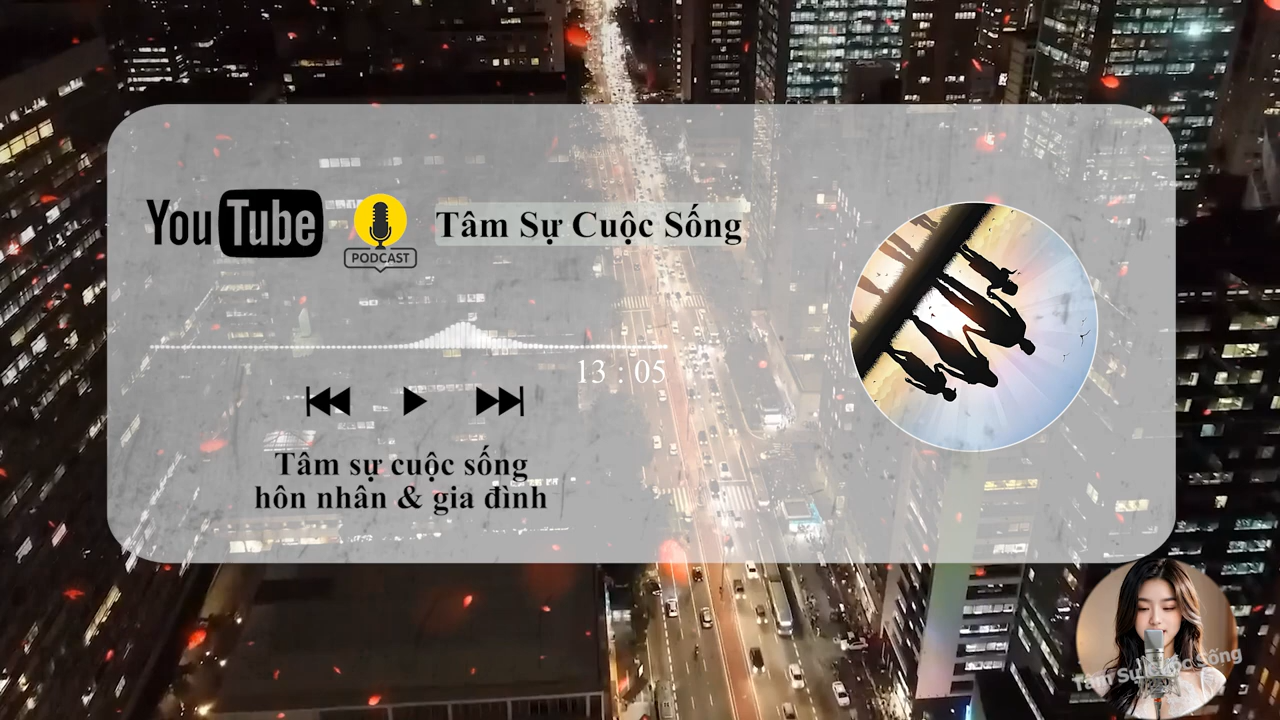 YouTube
PODCAST
Tâm Sự Cuộc Sống
13 : 05
Tâm sự cuộc sống
hôn nhân & gia đình
Tâm Sự Cuộc Sống